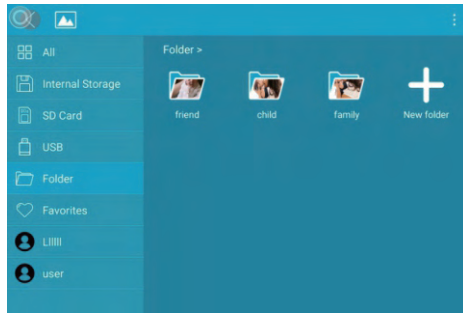 All
Internal Storage
SD Card
USB
Folder
Favorites
LIIIII
user
Folder >
friend
child
family
New folder